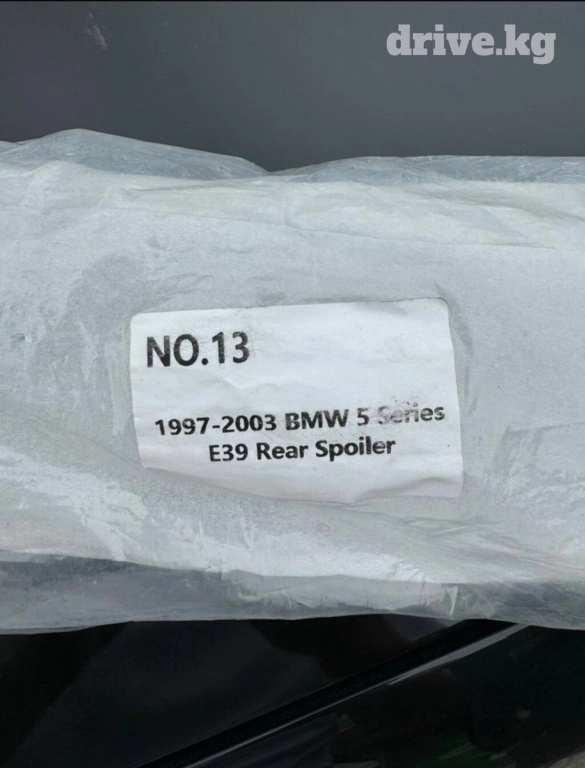 drive.kg
NO.13
1997-2003 BMW 5 Series
E39 Rear Spoiler